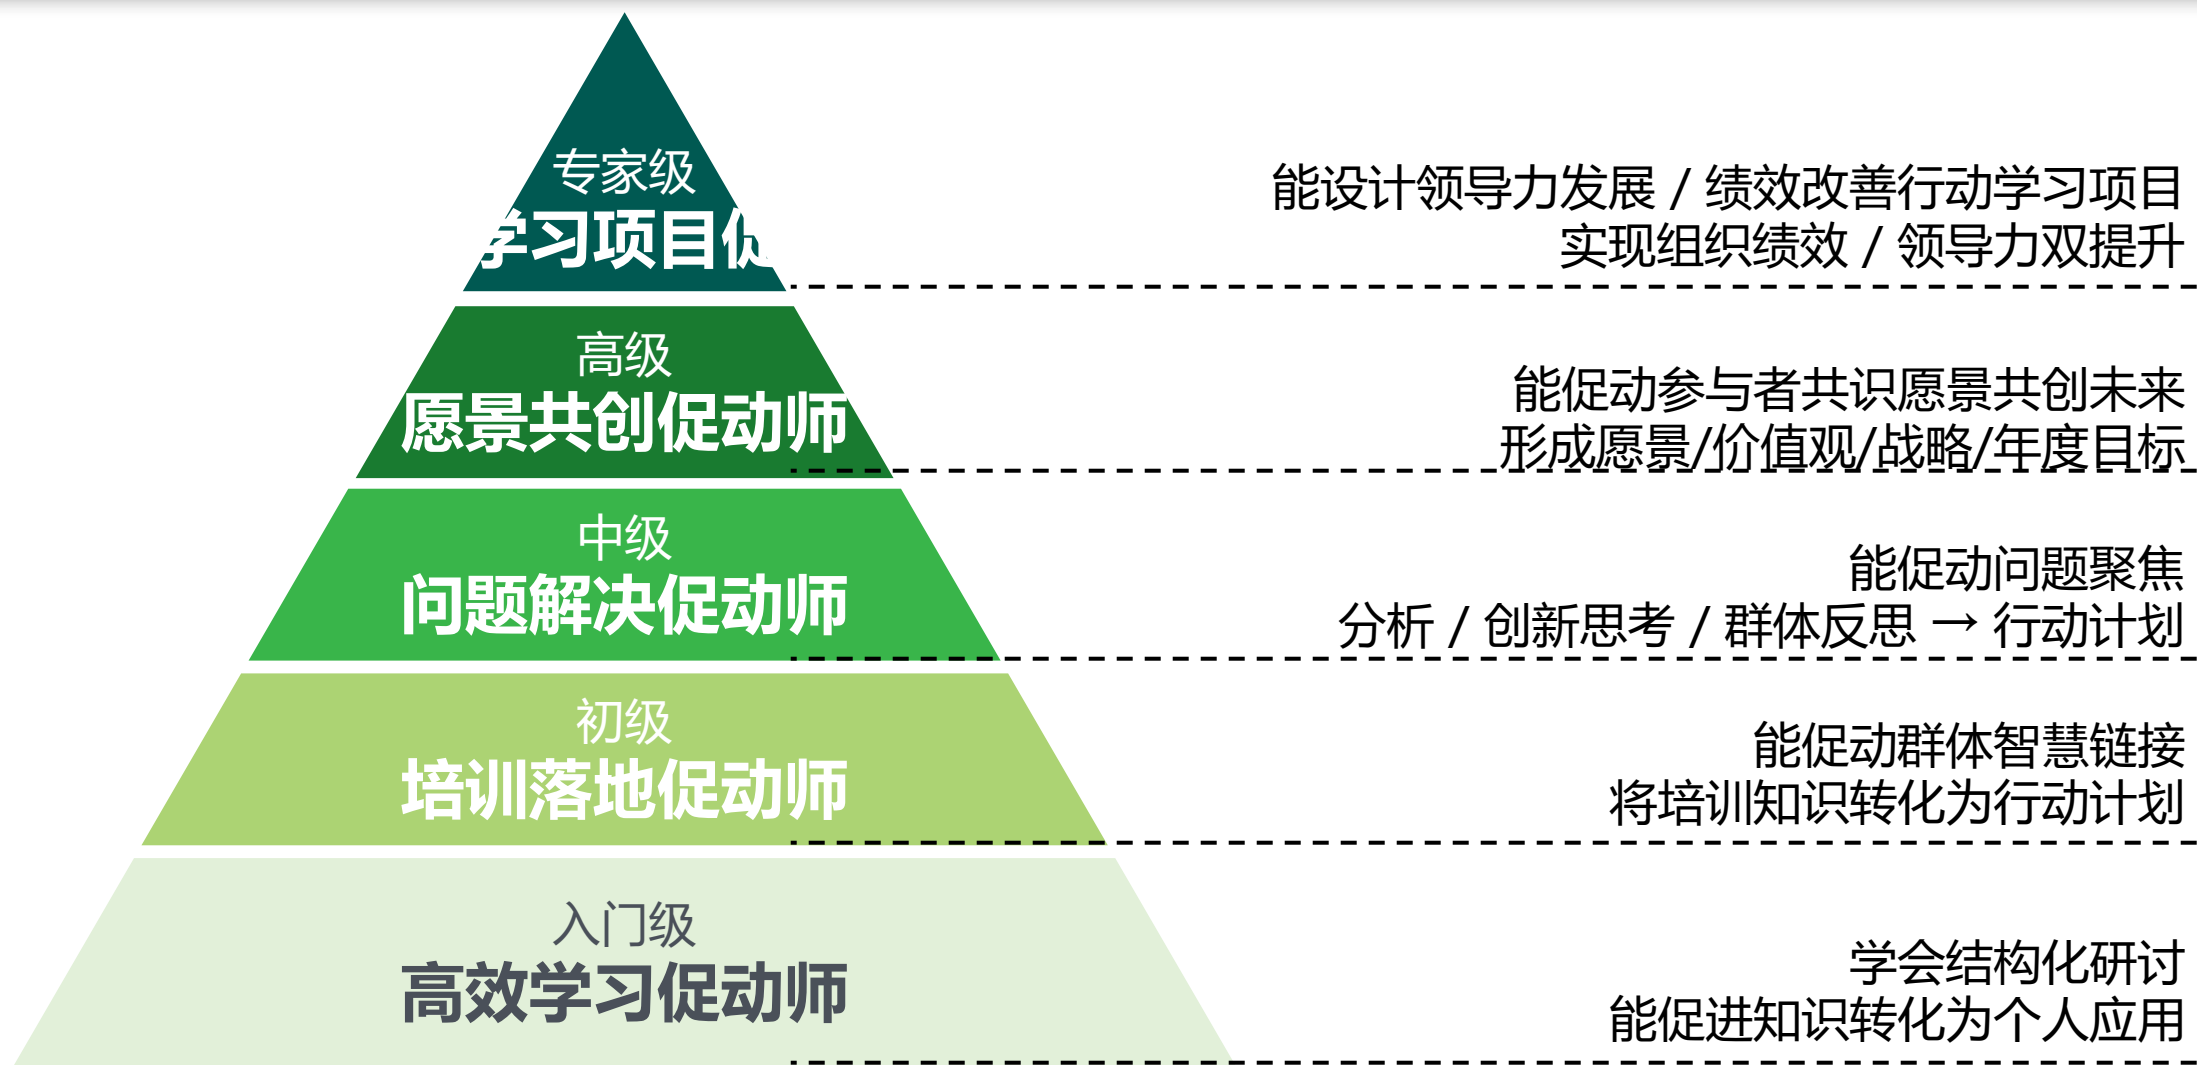 专家级
学习项目促
能设计领导力发展 / 绩效改善行动学习项目
实现组织绩效 / 领导力双提升
高级
愿景共创促动师
能促动参与者共识愿景共创未来
形成愿景/价值观/战略/年度目标
中级
问题解决促动师
能促动问题聚焦
分析 / 创新思考 / 群体反思 → 行动计划
初级
培训落地促动师
能促动群体智慧链接
将培训知识转化为行动计划
入门级
高效学习促动师
学会结构化研讨
能促进知识转化为个人应用